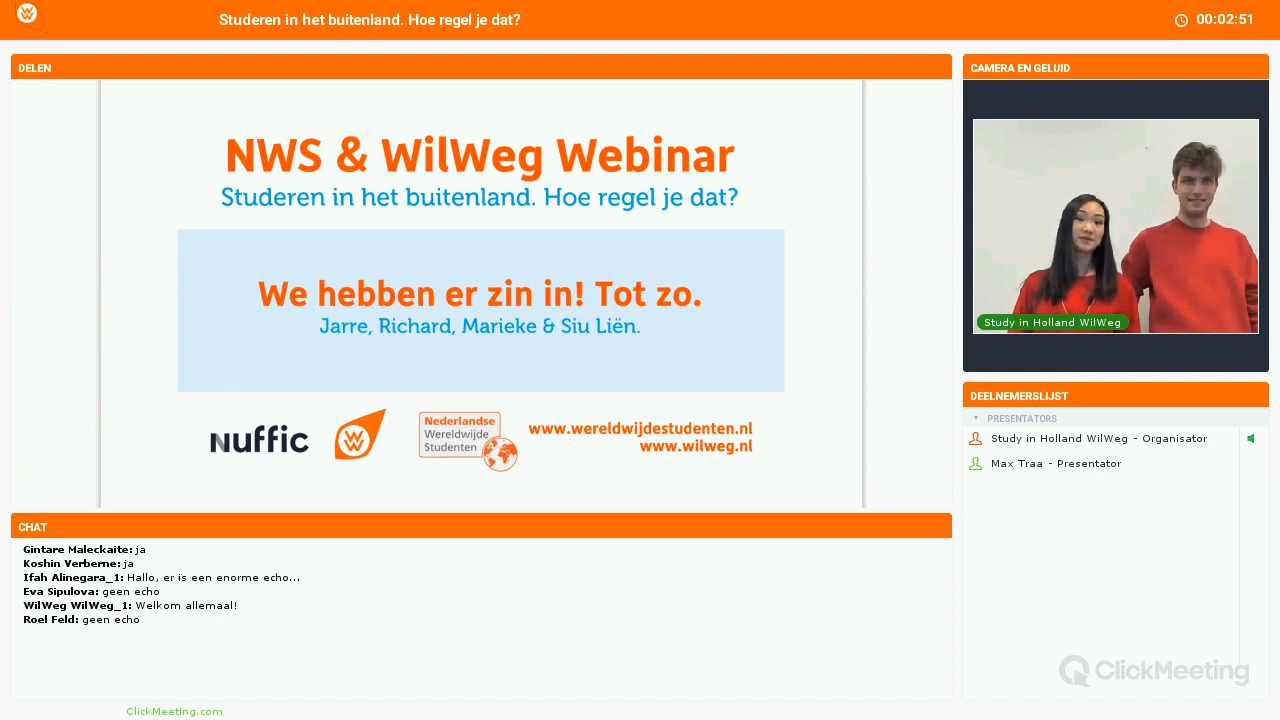 Studeren in het buitenland. Hoe regel je dat?
00:02:51
DELEN
NWS & WilWeg Webinar
Studeren in het buitenland. Hoe regel je dat?
We hebben er zin in! Tot zo.
Jarre, Richard, Marieke & Siu Liën.
Nuffic
W
Nederlandse
Wereldwijde
Studenten
www.wereldwijdestudenten.nl
www.wilweg.nl
CHAT
Gintare Maleckaite: ja
Koshin Verberne: ja
Ifah Alinegara_1: Hallo, er is een enorme echo...
Eva Sipulova: geen echo
WilWeg WilWeg_1: Welkom allemaal!
Roel Feld: geen echo
ClickMeeting.com
CAMERA EN GELUID
Study in Holland WilWeg
DEELNEMERSLIJST
PRESENTATORS
Study in Holland WilWeg - Organisator
Max Traa - Presentator
ClickMeeting